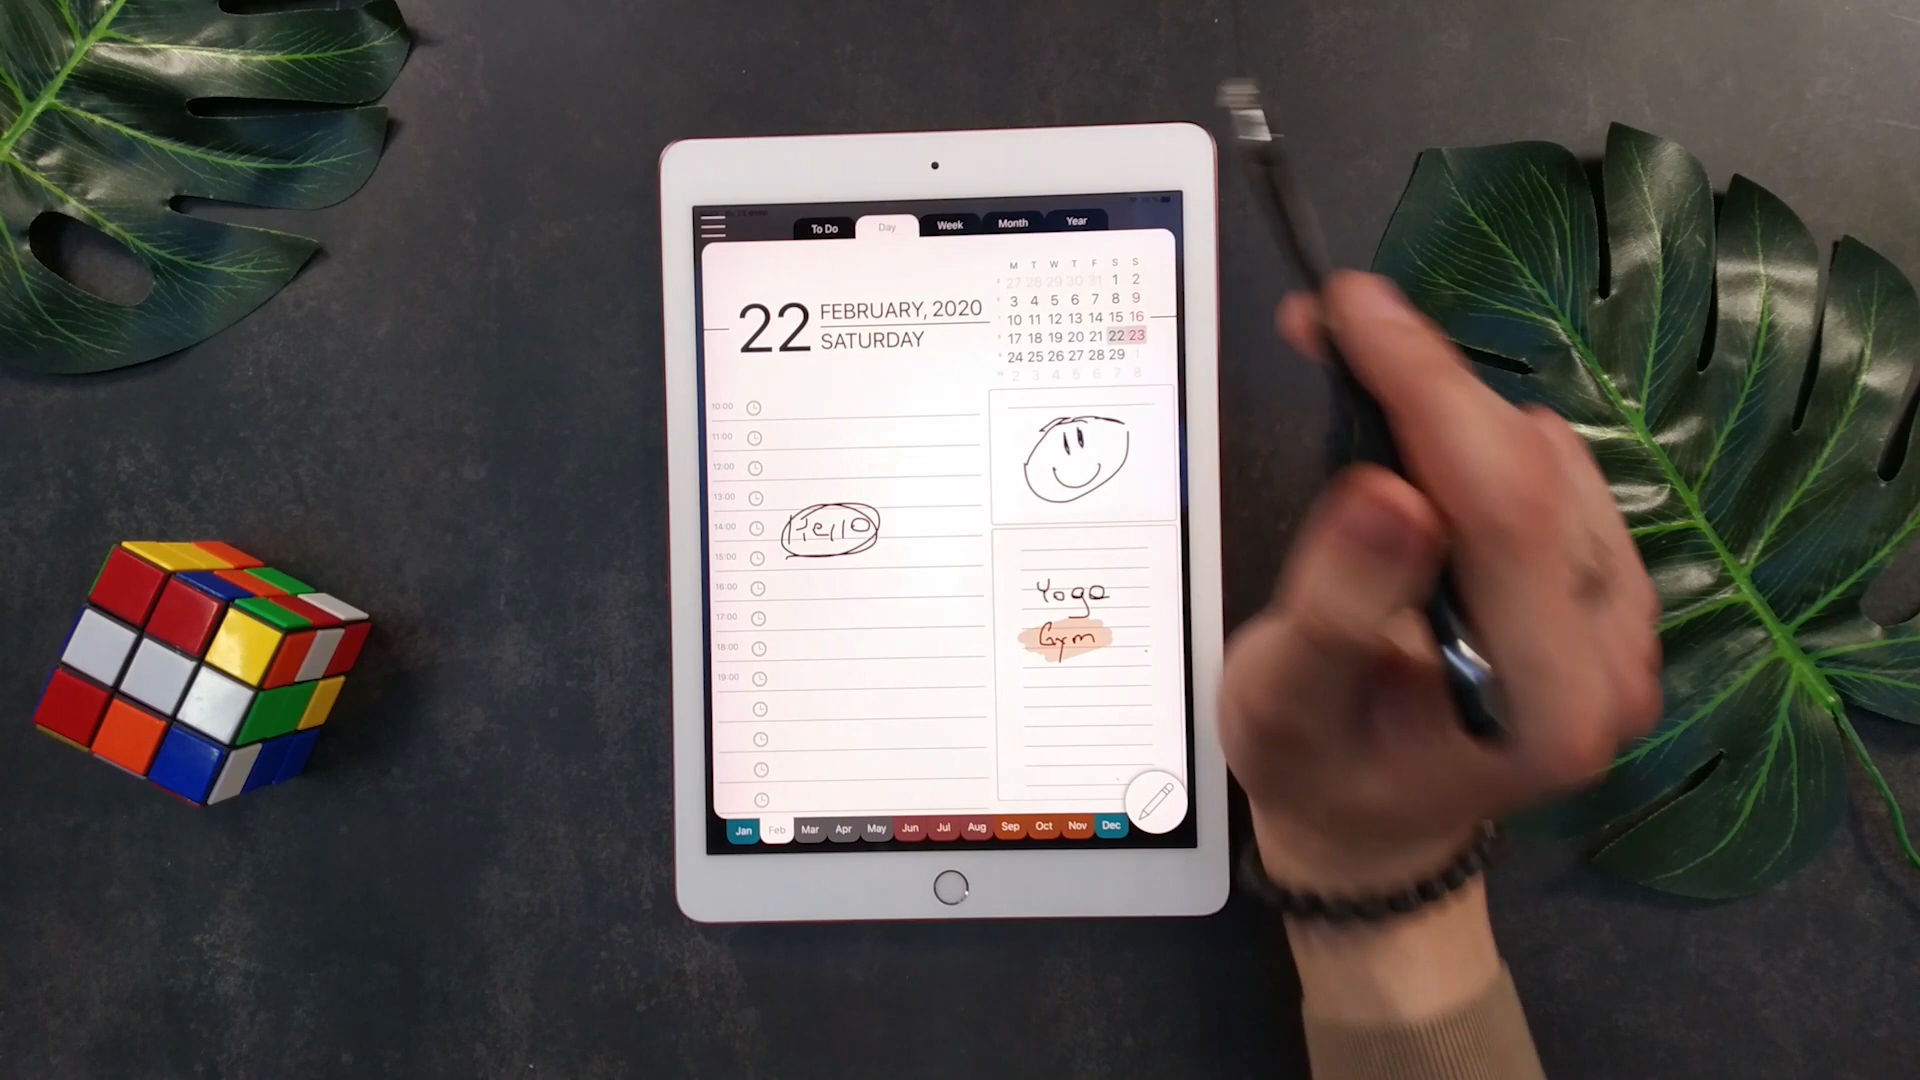 To Do Day Week Month Year
22 FEBRUARY, 2020
SATURDAY
M T W T F S S
27 28 29 30 31 1 2
3 4 5 6 7 8 9
10 11 12 13 14 15 16
17 18 19 20 21 22 23
24 25 26 27 28 29 1
2 3 4 5 6 7 8
10:00
11:00
12:00
13:00
14:00
Hello
15:00
16:00
17:00
18:00
19:00
Yoga
Gym
Jan Feb Mar Apr May Jun Jul Aug Sep Oct Nov Dec